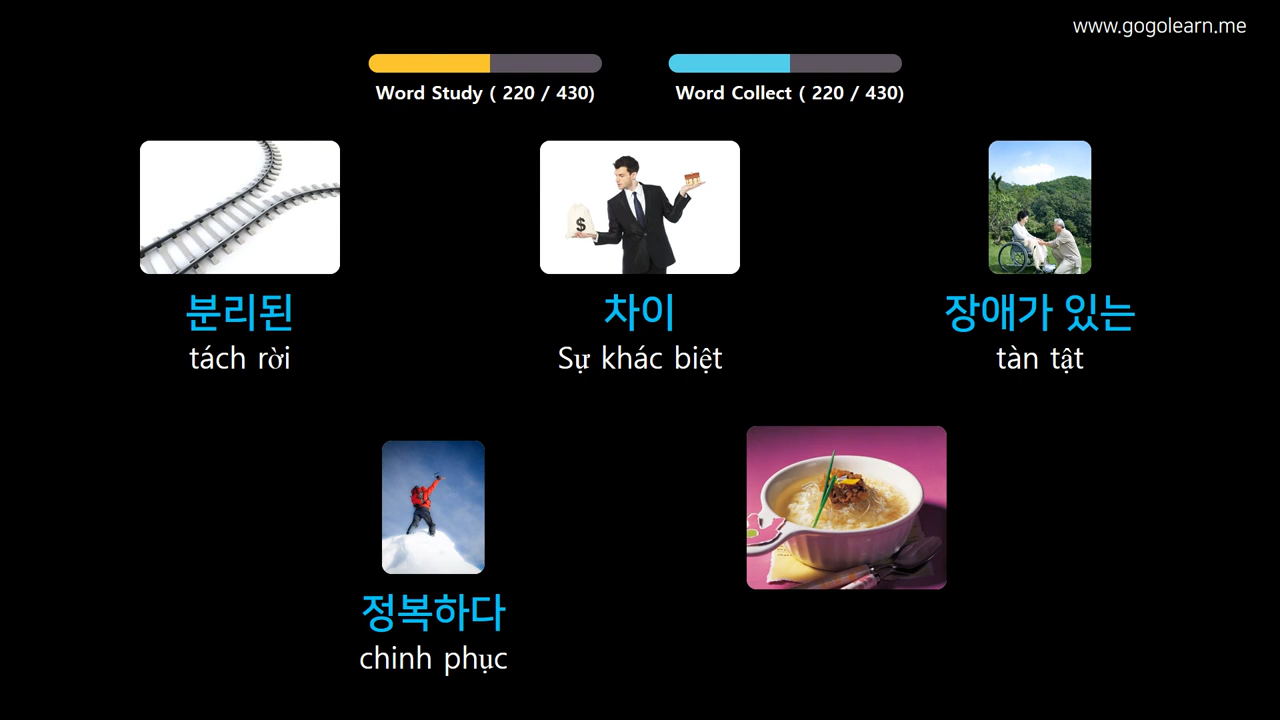 www.gogolearn.me
Word Study ( 220 / 430)
Word Collect ( 220 / 430)
분리된
tách rời
차이
Sự khác biệt
장애가 있는
tàn tật
정복하다
chinh phục
$